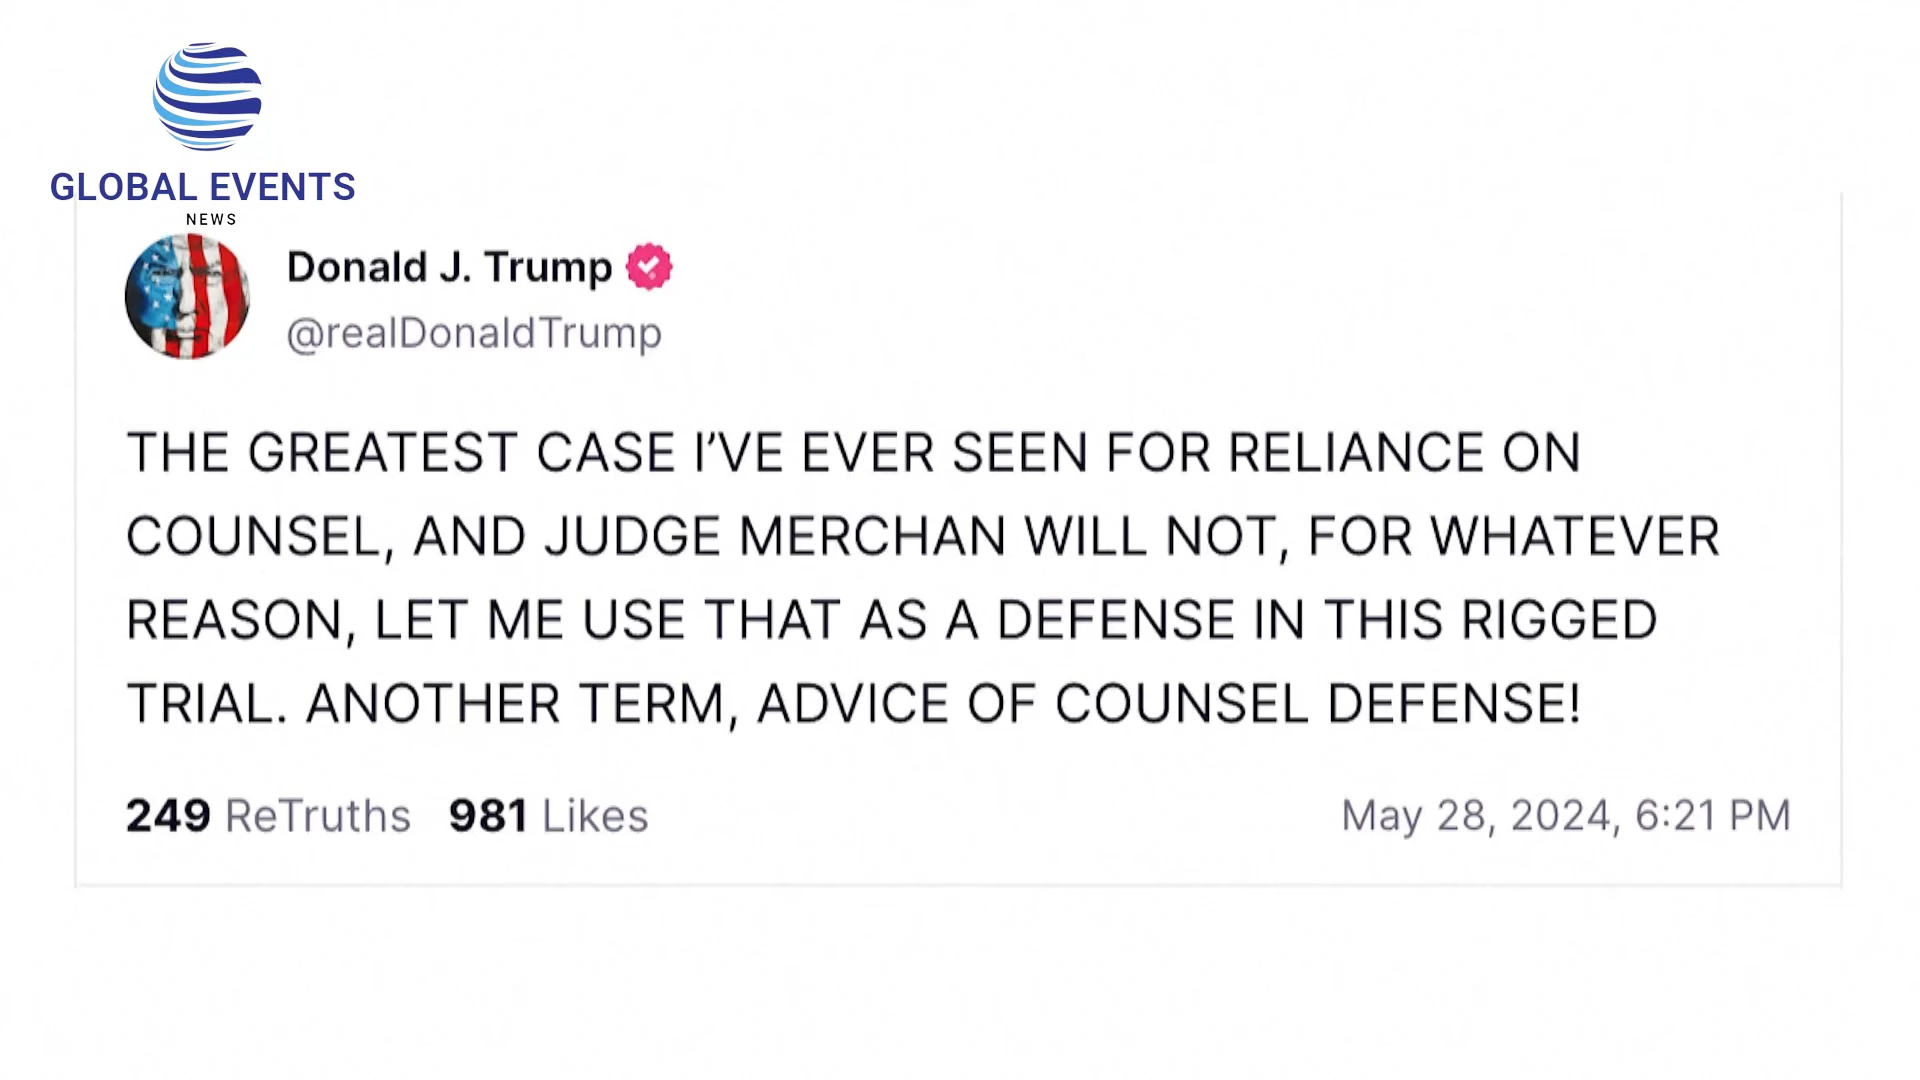 GLOBAL EVENTS
NEWS
Donald J. Trump
@realDonaldTrump
THE GREATEST CASE I’VE EVER SEEN FOR RELIANCE ON
COUNSEL, AND JUDGE MERCHAN WILL NOT, FOR WHATEVER
REASON, LET ME USE THAT AS A DEFENSE IN THIS RIGGED
TRIAL. ANOTHER TERM, ADVICE OF COUNSEL DEFENSE!
249 ReTruths 981 Likes May 28, 2024, 6:21 PM